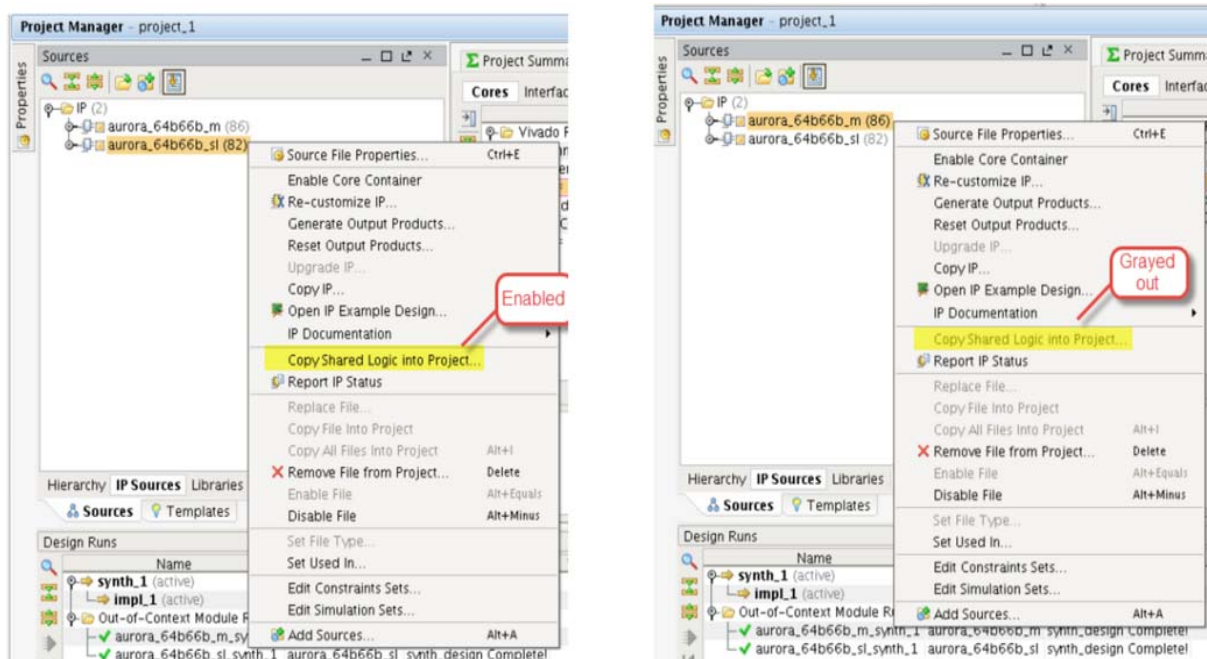 Project Manager - project_1
Properties
Sources
IP (2)
aurora_64b66b_m (86)
aurora_64b66b_sl (82)
Project Summa
Cores Interfac
Vivado R
Source File Properties... Ctrl+E
Enable Core Container
Re-customize IP...
Generate Output Products...
Reset Output Products...
Upgrade IP...
Copy IP...
Open IP Example Design...
IP Documentation
Copy Shared Logic into Project...
Report IP Status
Replace File...
Copy File Into Project
Copy All Files Into Project Alt+I
Remove File from Project... Delete
Enable File Alt+Equals
Disable File Alt+Minus
Set File Type...
Set Used In...
Edit Constraints Sets...
Edit Simulation Sets...
Add Sources... Alt+A
Enabled
Hierarchy IP Sources Libraries
Sources Templates
Design Runs
Name
synth_1 (active)
impl_1 (active)
Out-of-Context Module R
aurora_64b66b_m_sy
aurora_64b66b_sl_synth_1 aurora_64b66b_sl synth_design Complete!
Project Manager - project_1
Properties
Sources
IP (2)
aurora_64b66b_m (86)
aurora_64b66b_sl (82)
Project Summa
Cores Interfac
Source File Properties... Ctrl+E
Enable Core Container
Re-customize IP...
Generate Output Products...
Reset Output Products...
Upgrade IP...
Copy IP...
Open IP Example Design...
IP Documentation
Copy Shared Logic into Project...
Report IP Status
Replace File...
Copy File Into Project
Copy All Files Into Project Alt+I
Remove File from Project... Delete
Enable File Alt+Equals
Disable File Alt+Minus
Set File Type...
Set Used In...
Edit Constraints Sets...
Edit Simulation Sets...
Add Sources... Alt+A
Grayed
out
Hierarchy IP Sources Libraries
Sources Templates
Design Runs
Name
synth_1 (active)
impl_1 (active)
Out-of-Context Module R
aurora_64b66b_m_synth_1 aurora_64b66b_m synth_design Complete!
aurora_64b66b_sl_synth_1 aurora_64b66b_sl synth_design Complete!